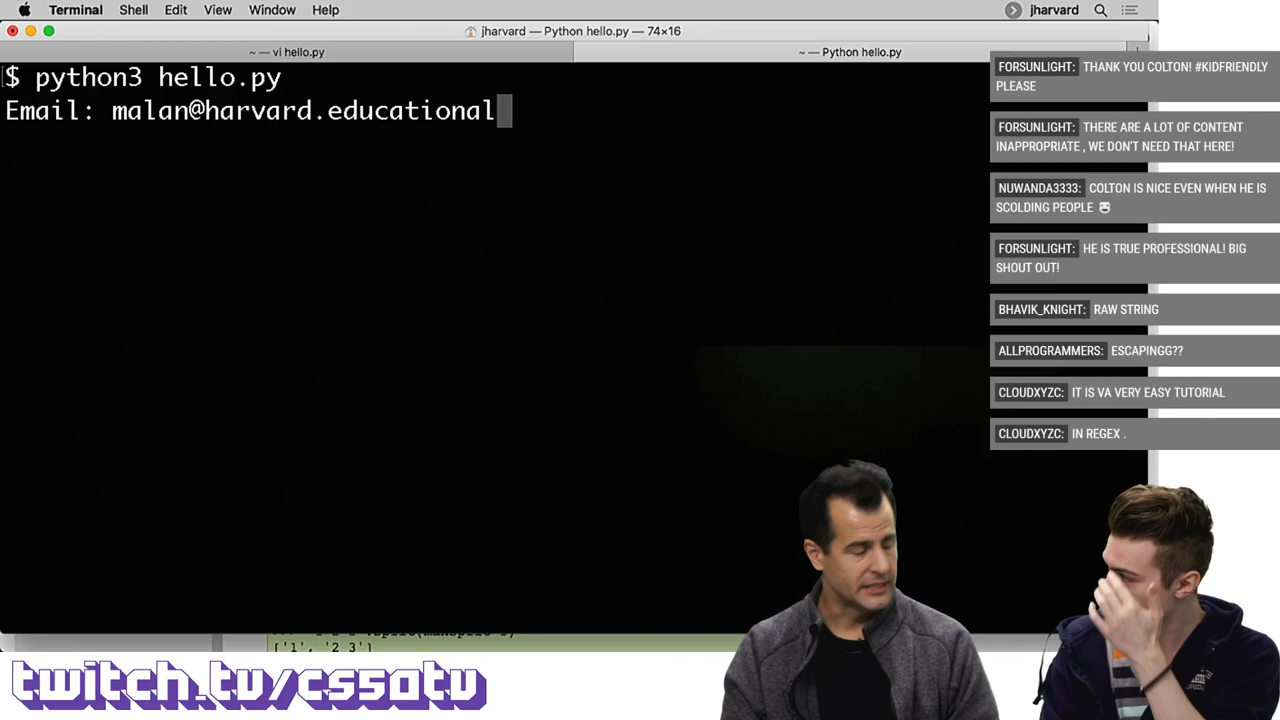 Terminal Shell Edit View Window Help jharvard
jharvard — Python hello.py — 74×16
~ — vi hello.py ~ — Python hello.py
$ python3 hello.py
Email: malan@harvard.educational
FORSUNLIGHT: THANK YOU COLTON! #KIDFRIENDLY
PLEASE
FORSUNLIGHT: THERE ARE A LOT OF CONTENT
INAPPROPRIATE , WE DON'T NEED THAT HERE!
NUWANDA3333: COLTON IS NICE EVEN WHEN HE IS
SCOLDING PEOPLE
FORSUNLIGHT: HE IS TRUE PROFESSIONAL! BIG
SHOUT OUT!
BHAVIK_KNIGHT: RAW STRING
ALLPROGRAMMERS: ESCAPINGG??
CLOUDXYZC: IT IS VA VERY EASY TUTORIAL
CLOUDXYZC: IN REGEX .
['1', '2 3']
twitch.tv/cs50tv